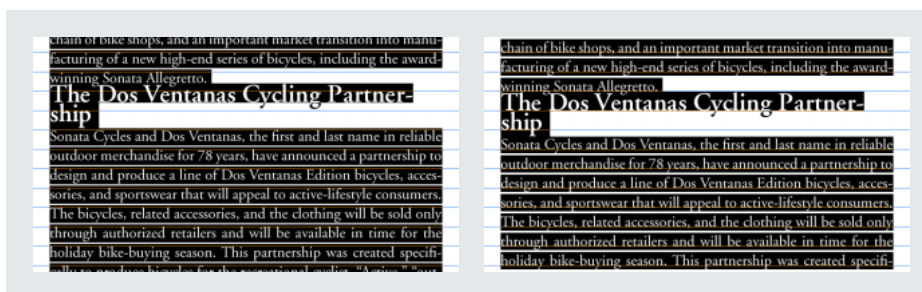 chain of bike shops, and an important market transition into manu-
facturing of a new high-end series of bicycles, including the award-
winning Sonata Allegretto.
The Dos Ventanas Cycling Partner-
ship
Sonata Cycles and Dos Ventanas, the first and last name in reliable
outdoor merchandise for 78 years, have announced a partnership to
design and produce a line of Dos Ventanas Edition bicycles, acces-
sories, and sportswear that will appeal to active-lifestyle consumers.
The bicycles, related accessories, and the clothing will be sold only
through authorized retailers and will be available in time for the
holiday bike-buying season. This partnership was created specifi-
cally to produce bicycles for the recreational cyclist. “Active,” “out-
chain of bike shops, and an important market transition into manu-
facturing of a new high-end series of bicycles, including the award-
winning Sonata Allegretto.
The Dos Ventanas Cycling Partner-
ship
Sonata Cycles and Dos Ventanas, the first and last name in reliable
outdoor merchandise for 78 years, have announced a partnership to
design and produce a line of Dos Ventanas Edition bicycles, acces-
sories, and sportswear that will appeal to active-lifestyle consumers.
The bicycles, related accessories, and the clothing will be sold only
through authorized retailers and will be available in time for the
holiday bike-buying season. This partnership was created specifi-